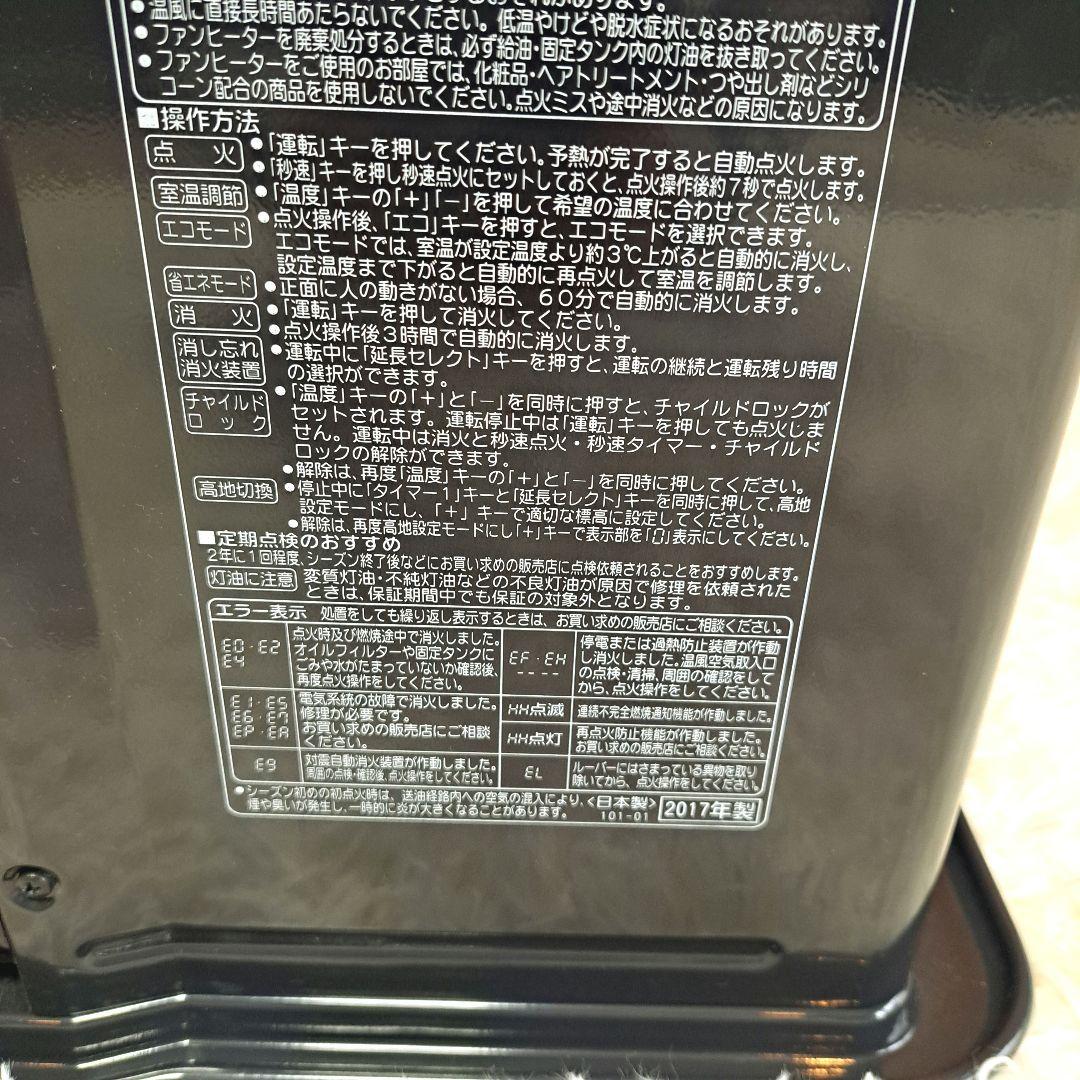 ●温風に直接長時間あたらないでください。低温やけどや脱水症状になるおそれがあります。
●ファンヒーターを廃棄処分するときは、必ず給油・固定タンク内の灯油を抜き取ってください。
●ファンヒーターをご使用のお部屋では、化粧品・ヘアトリートメント・つや出し剤などシリ
コーン配合の商品を使用しないでください。点火ミスや途中消火などの原因になります。
■操作方法
点火 ●「運転」キーを押してください。予熱が完了すると自動点火します。
●「秒速」キーを押し秒速点火にセットしておくと、点火操作後約7秒で点火します。
室温調節 ●「温度」キーの「+」「-」を押して希望の温度に合わせてください。
エコモード ●点火操作後、「エコ」キーを押すと、エコモードを選択できます。
エコモードでは、室温が設定温度より約3℃上がると自動的に消火し、
設定温度まで下がると自動的に再点火して室温を調節します。
省エネモード ●正面に人の動きがない場合、60分で自動的に消火します。
消火 ●「運転」キーを押して消火してください。
消し忘れ消火装置 ●点火操作後3時間で自動的に消火します。
●運転中に「延長セレクト」キーを押すと、運転の継続と運転残り時間
の選択ができます。
チャイルドロック ●「温度」キーの「+」と「-」を同時に押すと、チャイルドロックが
セットされます。運転停止中は「運転」キーを押しても点火しま
せん。運転中は消火と秒速点火・秒速タイマー・チャイルド
ロックの解除ができます。
●解除は、再度「温度」キーの「+」と「-」を同時に押してください。
高地切換 ●停止中に「タイマー1」キーと「延長セレクト」キーを同時に押して、高地
設定モードにし、「+」キーで適切な標高に設定してください。
●解除は、再度高地設定モードにし「+」キーで表示部を「0」表示にしてください。
■定期点検のおすすめ
2年に1回程度、シーズン終了後などにお買い求めの販売店に点検依頼されることをおすすめします。
灯油に注意 変質灯油・不純灯油などの不良灯油が原因で修理を依頼された
ときは、保証期間中でも保証の対象外となります。
エラー表示 処置をしても繰り返し表示するときは、お買い求めの販売店にご相談ください。
E0・E2
E4
点火時及び燃焼途中で消火しました。
オイルフィルターや固定タンクに
ごみや水がたまっていないか確認後、
再度点火操作をしてください。
EF・EH
----
停電または過熱防止装置が作動
し消火しました。温風空気取入口
の点検・清掃、周囲の確認をして
から、点火操作をしてください。
E1・E5
E6・E7
EP・EA
電気系統の故障で消火しました。
修理が必要です。
お買い求めの販売店にご相談
ください。
HH点滅
連続不完全燃焼通知機能が作動しました。
HH点灯
再点火防止機能が作動しました。
お買い求めの販売店にご相談ください。
E9
対震自動消火装置が作動しました。
周囲の点検・確認後、点火操作をしてください。
EL
ルーバーにはさまっている異物を取り
除いてから、点火操作をしてください。
●シーズン初めの初点火時は、送油経路内への空気の混入により、
煙や臭いが発生し、一時的に炎が大きくなることがあります。
<日本製> 2017年製
101-01